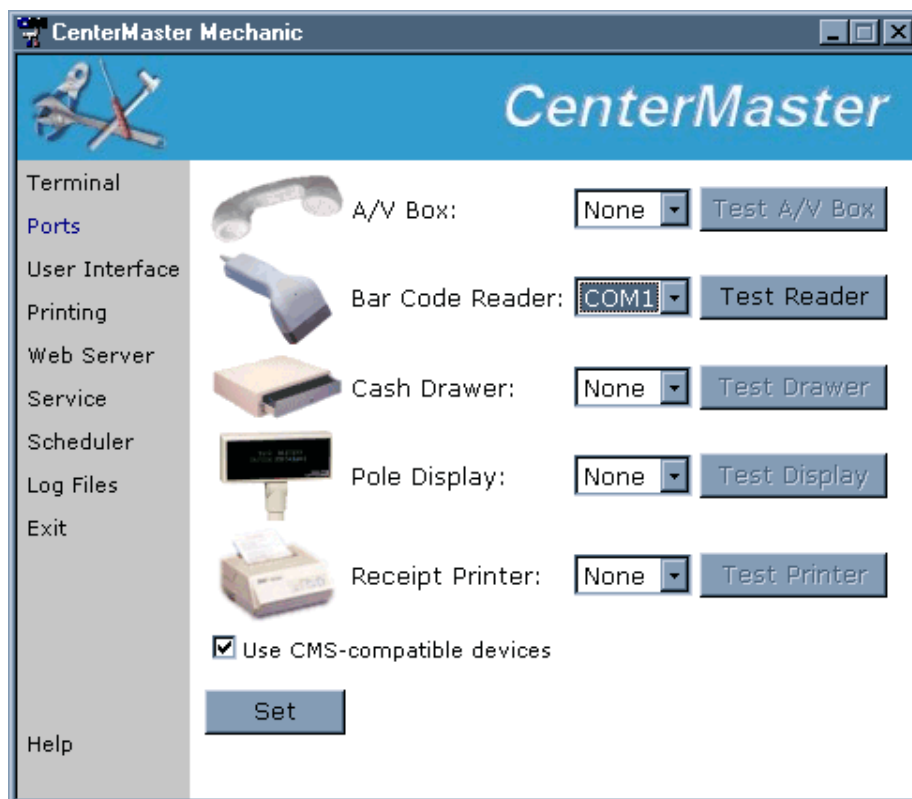 CenterMaster Mechanic
CenterMaster
Terminal
Ports
User Interface
Printing
Web Server
Service
Scheduler
Log Files
Exit
Help
A/V Box: None Test A/V Box
Bar Code Reader: COM1 Test Reader
Cash Drawer: None Test Drawer
Pole Display: None Test Display
Receipt Printer: None Test Printer
Use CMS-compatible devices
Set